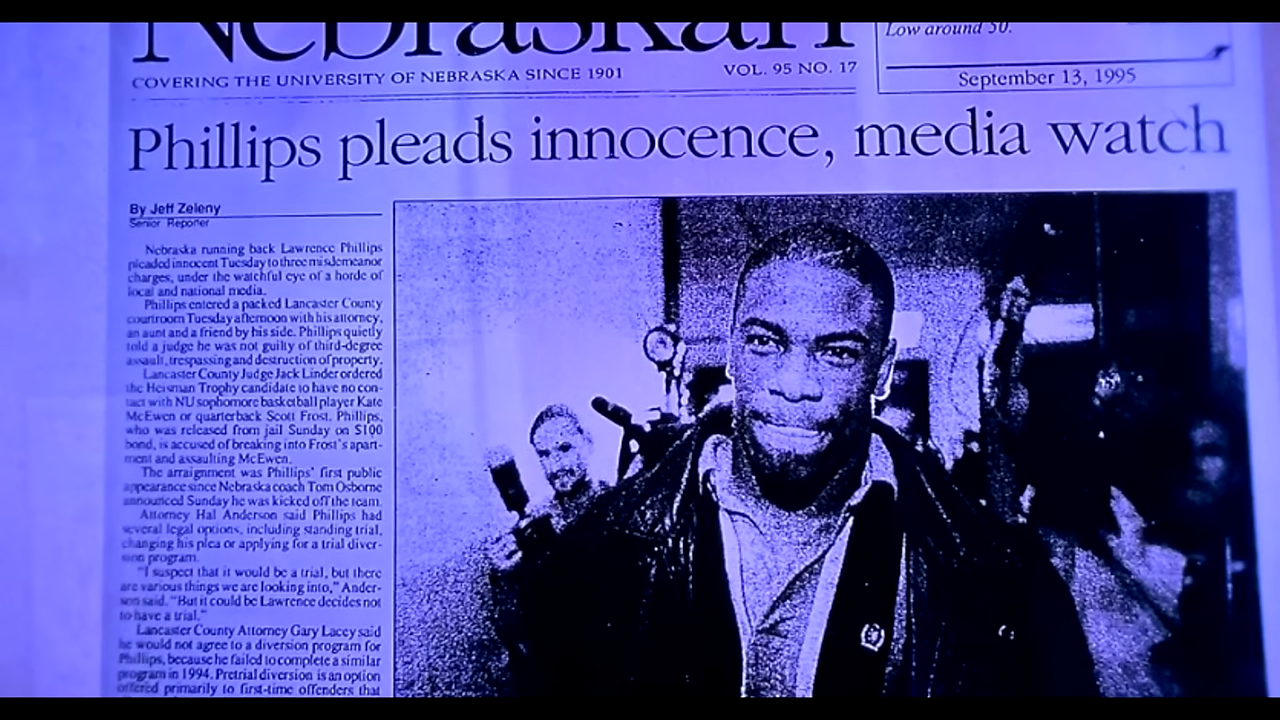 Nebraskan
Low around 50.
COVERING THE UNIVERSITY OF NEBRASKA SINCE 1901
VOL. 95 NO. 17
September 13, 1995
Phillips pleads innocence, media watch
By Jeff Zeleny
Senior Reporter
Nebraska running back Lawrence Phillips
pleaded innocent Tuesday to three misdemeanor
charges, under the watchful eye of a horde of
local and national media.
Phillips entered a packed Lancaster County
courtroom Tuesday afternoon with his attorney,
an aunt and a friend by his side. Phillips quietly
told a judge he was not guilty of third-degree
assault, trespassing and destruction of property.
Lancaster County Judge Jack Linder ordered
the Heisman Trophy candidate to have no con-
tact with NU sophomore basketball player Kate
McEwen or quarterback Scott Frost. Phillips,
who was released from jail Sunday on $100
bond, is accused of breaking into Frost's apart-
ment and assaulting McEwen.
The arraignment was Phillips' first public
appearance since Nebraska coach Tom Osborne
announced Sunday he was kicked off the team.
Attorney Hal Anderson said Phillips had
several legal options, including standing trial,
changing his plea or applying for a trial diver-
sion program.
"I suspect that it would be a trial, but there
are various things we are looking into," Ander-
son said. "But it could be Lawrence decides not
to have a trial."
Lancaster County Attorney Gary Lacey said
he would not agree to a diversion program for
Phillips, because he failed to complete a similar
program in 1994. Pretrial diversion is an option
offered primarily to first-time offenders that